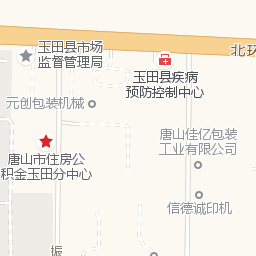 玉田县市场
监督管理局
北环
玉田县疾病
预防控制中心
元创包装机械
唐山佳亿包装
工业有限公司
唐山市住房公
积金玉田分中心
信德诚印机
振